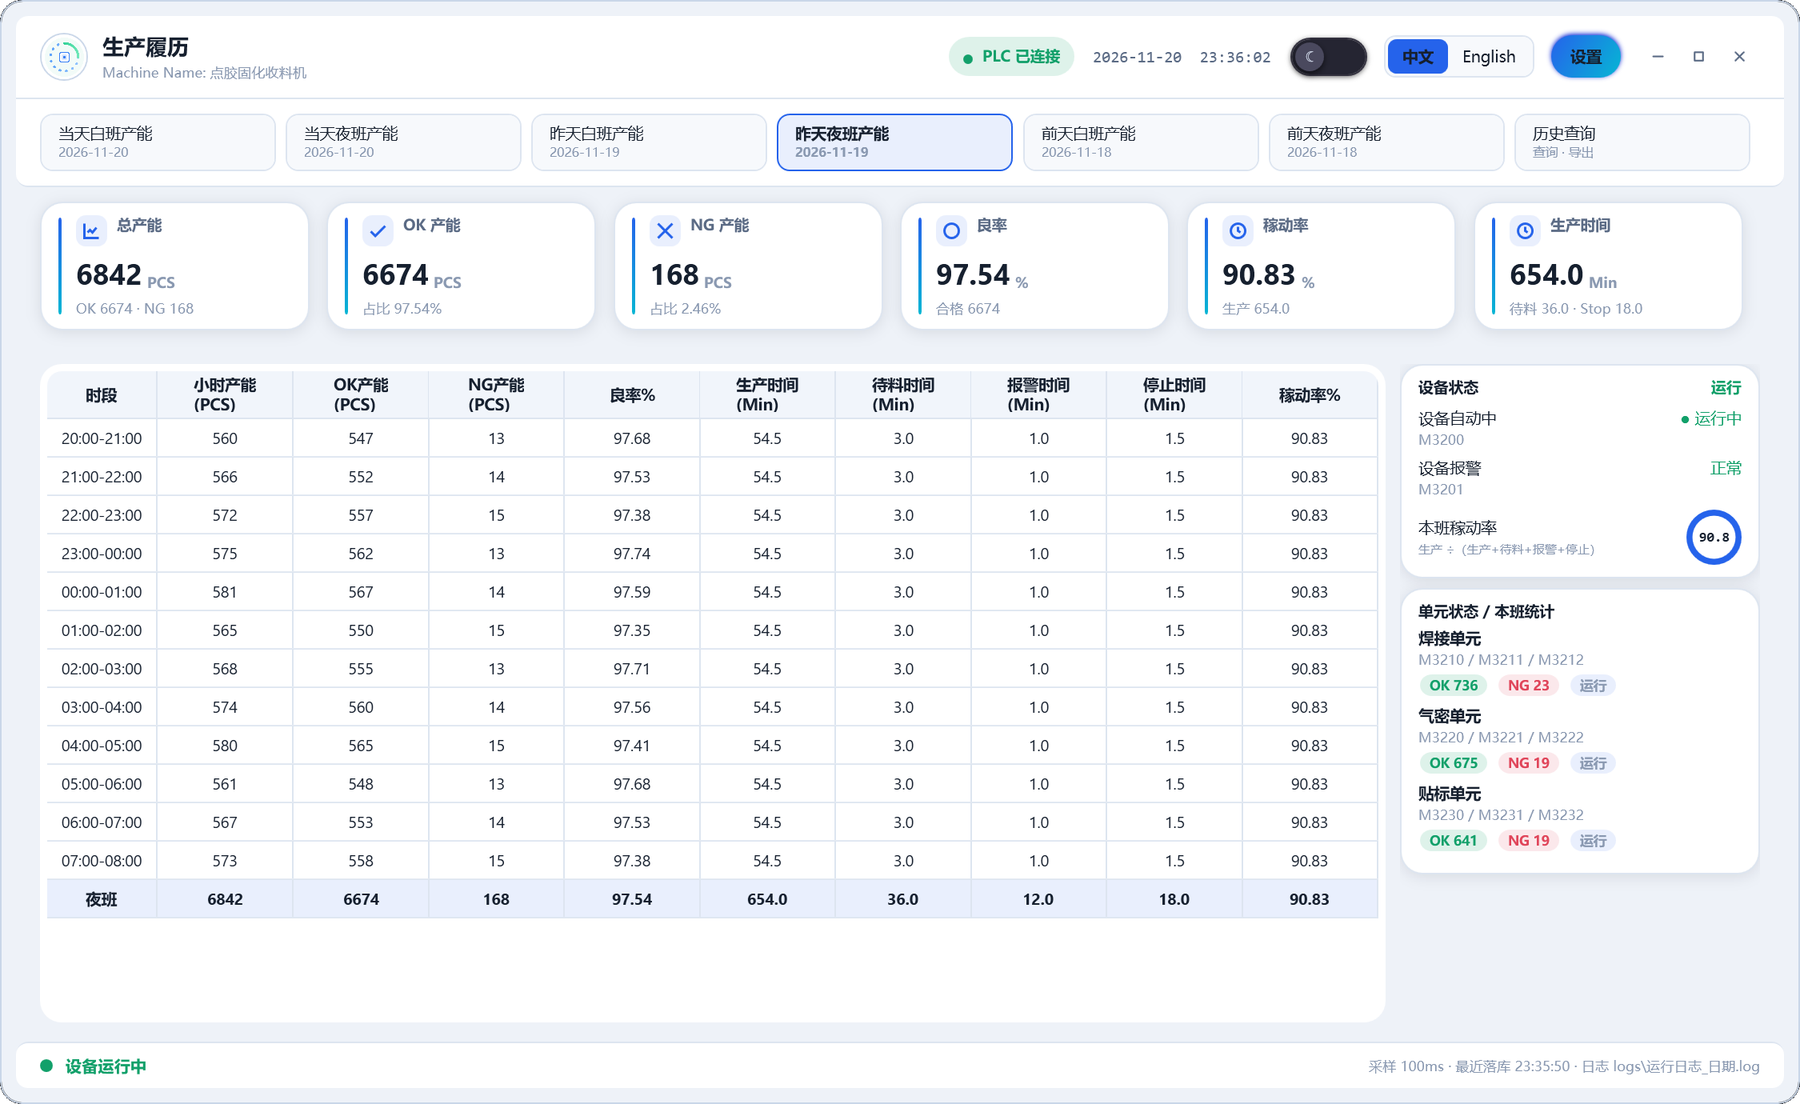 生产履历
Machine Name: 点胶固化收料机
PLC 已连接
2026-11-20 23:36:02
中文
English
设置
当天白班产能
2026-11-20
当天夜班产能
2026-11-20
昨天白班产能
2026-11-19
昨天夜班产能
2026-11-19
前天白班产能
2026-11-18
前天夜班产能
2026-11-18
历史查询
查询 · 导出
总产能
6842 PCS
OK 6674 · NG 168
OK 产能
6674 PCS
占比 97.54%
NG 产能
168 PCS
占比 2.46%
良率
97.54 %
合格 6674
稼动率
90.83 %
生产 654.0
生产时间
654.0 Min
待料 36.0 · Stop 18.0
时段 小时产能 (PCS) OK产能 (PCS) NG产能 (PCS) 良率% 生产时间 (Min) 待料时间 (Min) 报警时间 (Min) 停止时间 (Min) 稼动率%
20:00-21:00 560 547 13 97.68 54.5 3.0 1.0 1.5 90.83
21:00-22:00 566 552 14 97.53 54.5 3.0 1.0 1.5 90.83
22:00-23:00 572 557 15 97.38 54.5 3.0 1.0 1.5 90.83
23:00-00:00 575 562 13 97.74 54.5 3.0 1.0 1.5 90.83
00:00-01:00 581 567 14 97.59 54.5 3.0 1.0 1.5 90.83
01:00-02:00 565 550 15 97.35 54.5 3.0 1.0 1.5 90.83
02:00-03:00 568 555 13 97.71 54.5 3.0 1.0 1.5 90.83
03:00-04:00 574 560 14 97.56 54.5 3.0 1.0 1.5 90.83
04:00-05:00 580 565 15 97.41 54.5 3.0 1.0 1.5 90.83
05:00-06:00 561 548 13 97.68 54.5 3.0 1.0 1.5 90.83
06:00-07:00 567 553 14 97.53 54.5 3.0 1.0 1.5 90.83
07:00-08:00 573 558 15 97.38 54.5 3.0 1.0 1.5 90.83
夜班 6842 6674 168 97.54 654.0 36.0 12.0 18.0 90.83
设备状态 运行
设备自动中 运行中
M3200
设备报警 正常
M3201
本班稼动率 90.8
生产 ÷（生产+待料+报警+停止）
单元状态 / 本班统计
焊接单元
M3210 / M3211 / M3212
OK 736 NG 23 运行
气密单元
M3220 / M3221 / M3222
OK 675 NG 19 运行
贴标单元
M3230 / M3231 / M3232
OK 641 NG 19 运行
设备运行中
采样 100ms · 最近落库 23:35:50 · 日志 logs\运行日志_日期.log